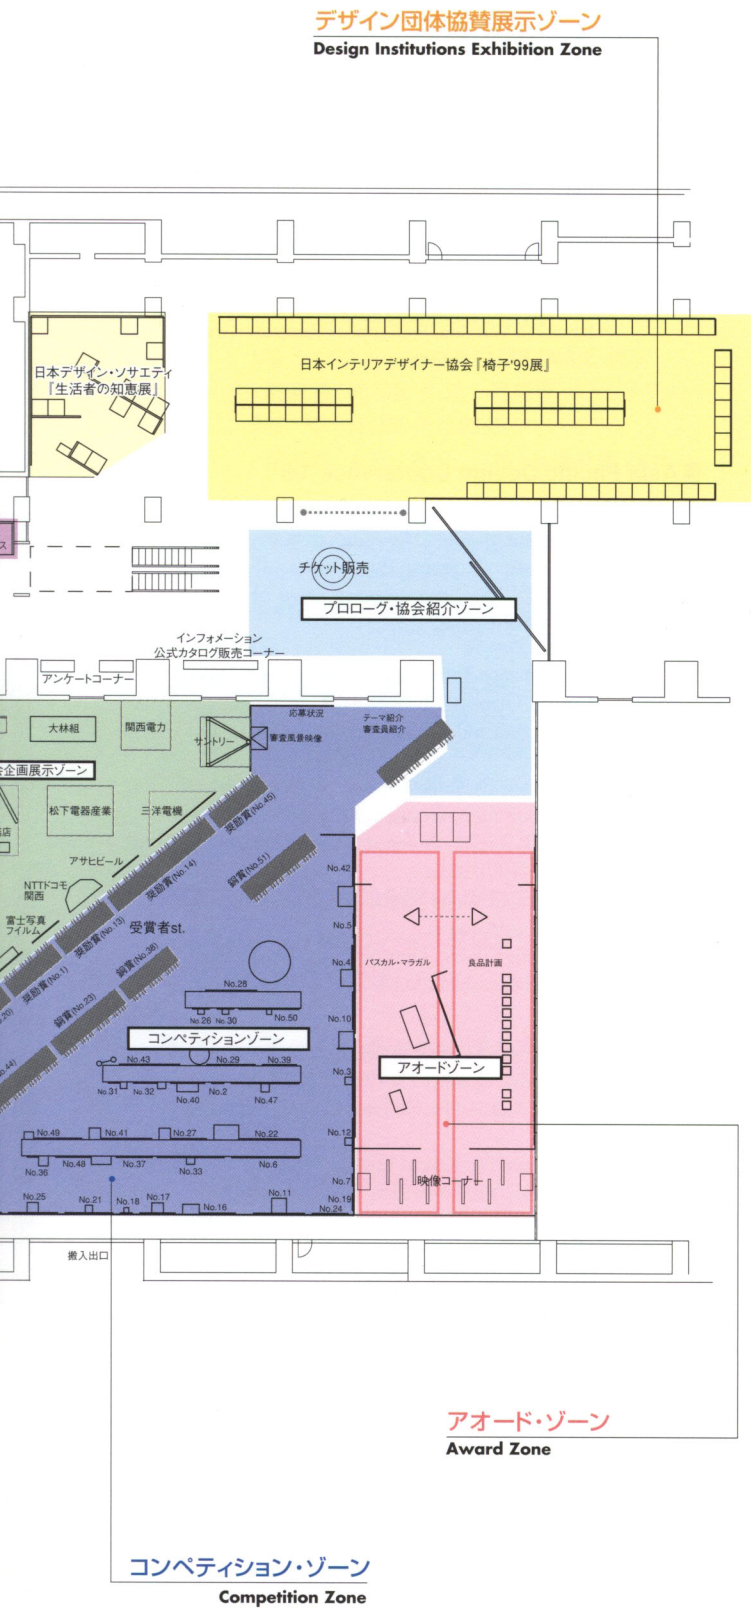 デザイン団体協賛展示ゾーン
Design Institutions Exhibition Zone
日本デザイン・ソサエティ
『生活者の知恵展』
日本インテリアデザイナー協会『椅子'99展』
ス
チケット販売
プロローグ・協会紹介ゾーン
インフォメーション
公式カタログ販売コーナー
アンケートコーナー
大林組
関西電力
サントリー
応募状況
審査風景映像
テーマ紹介
審査員紹介
会企画展示ゾーン
松下電器産業
三洋電機
店
アサヒビール
NTTドコモ
関西
富士写真
フイルム
奨励賞(No.45)
奨励賞(No.14)
奨励賞(No.13)
奨励賞(No.1)
銅賞(No.51)
銅賞(No.38)
銅賞(No.23)
受賞者st.
No.42
No.5
No.4
No.10
No.3
No.12
No.7
No.19
No.24
No.28
No.26
No.30
No.50
コンペティションゾーン
No.43
No.29
No.39
No.31
No.32
No.40
No.2
No.47
No.49
No.41
No.27
No.22
No.36
No.48
No.37
No.33
No.6
No.25
No.21
No.18
No.17
No.16
No.11
パスカル・マラガル
良品計画
アオードゾーン
映像コーナー
搬入出口
アオード・ゾーン
Award Zone
コンペティション・ゾーン
Competition Zone